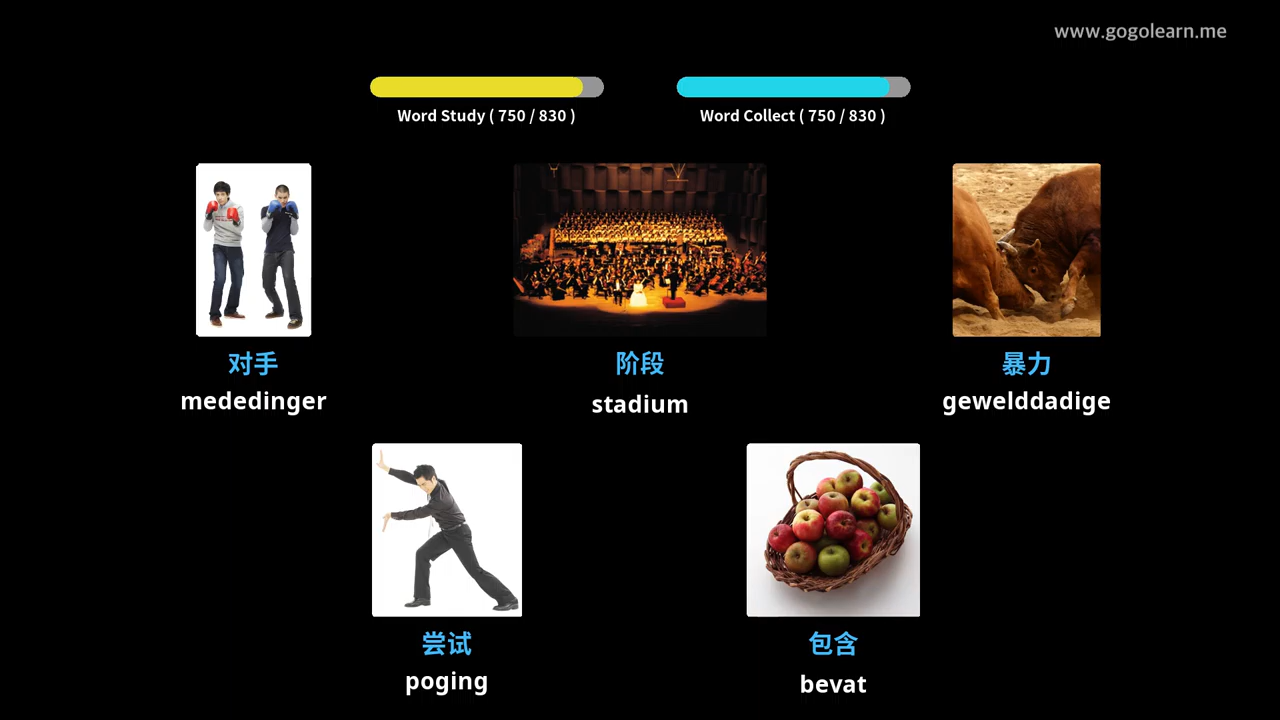 www.gogolearn.me
Word Study ( 750 / 830 )
Word Collect ( 750 / 830 )
对手
mededinger
阶段
stadium
暴力
gewelddadige
尝试
poging
包含
bevat